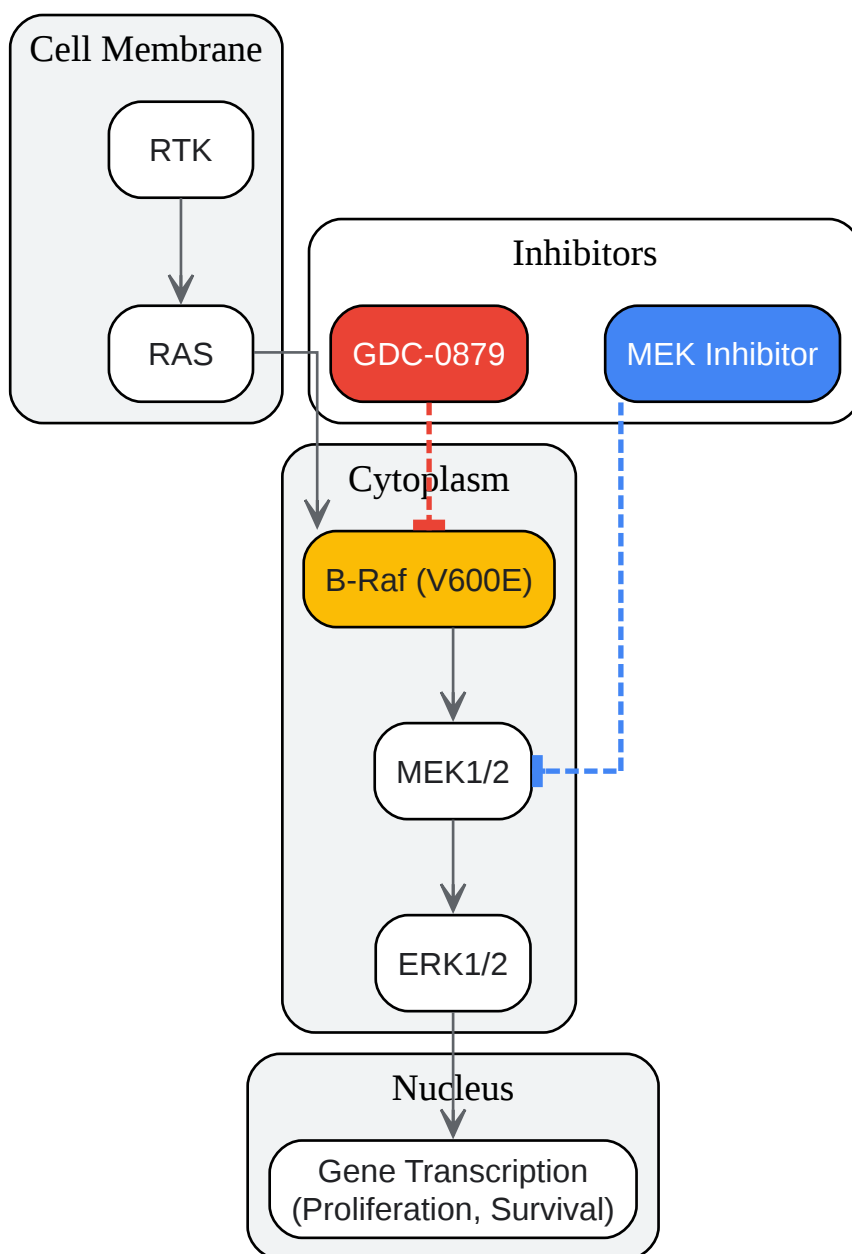 Cell Membrane
RTK
RAS
Inhibitors
GDC-0879
MEK Inhibitor
Cytoplasm
B-Raf (V600E)
MEK1/2
ERK1/2
Nucleus
Gene Transcription
(Proliferation, Survival)